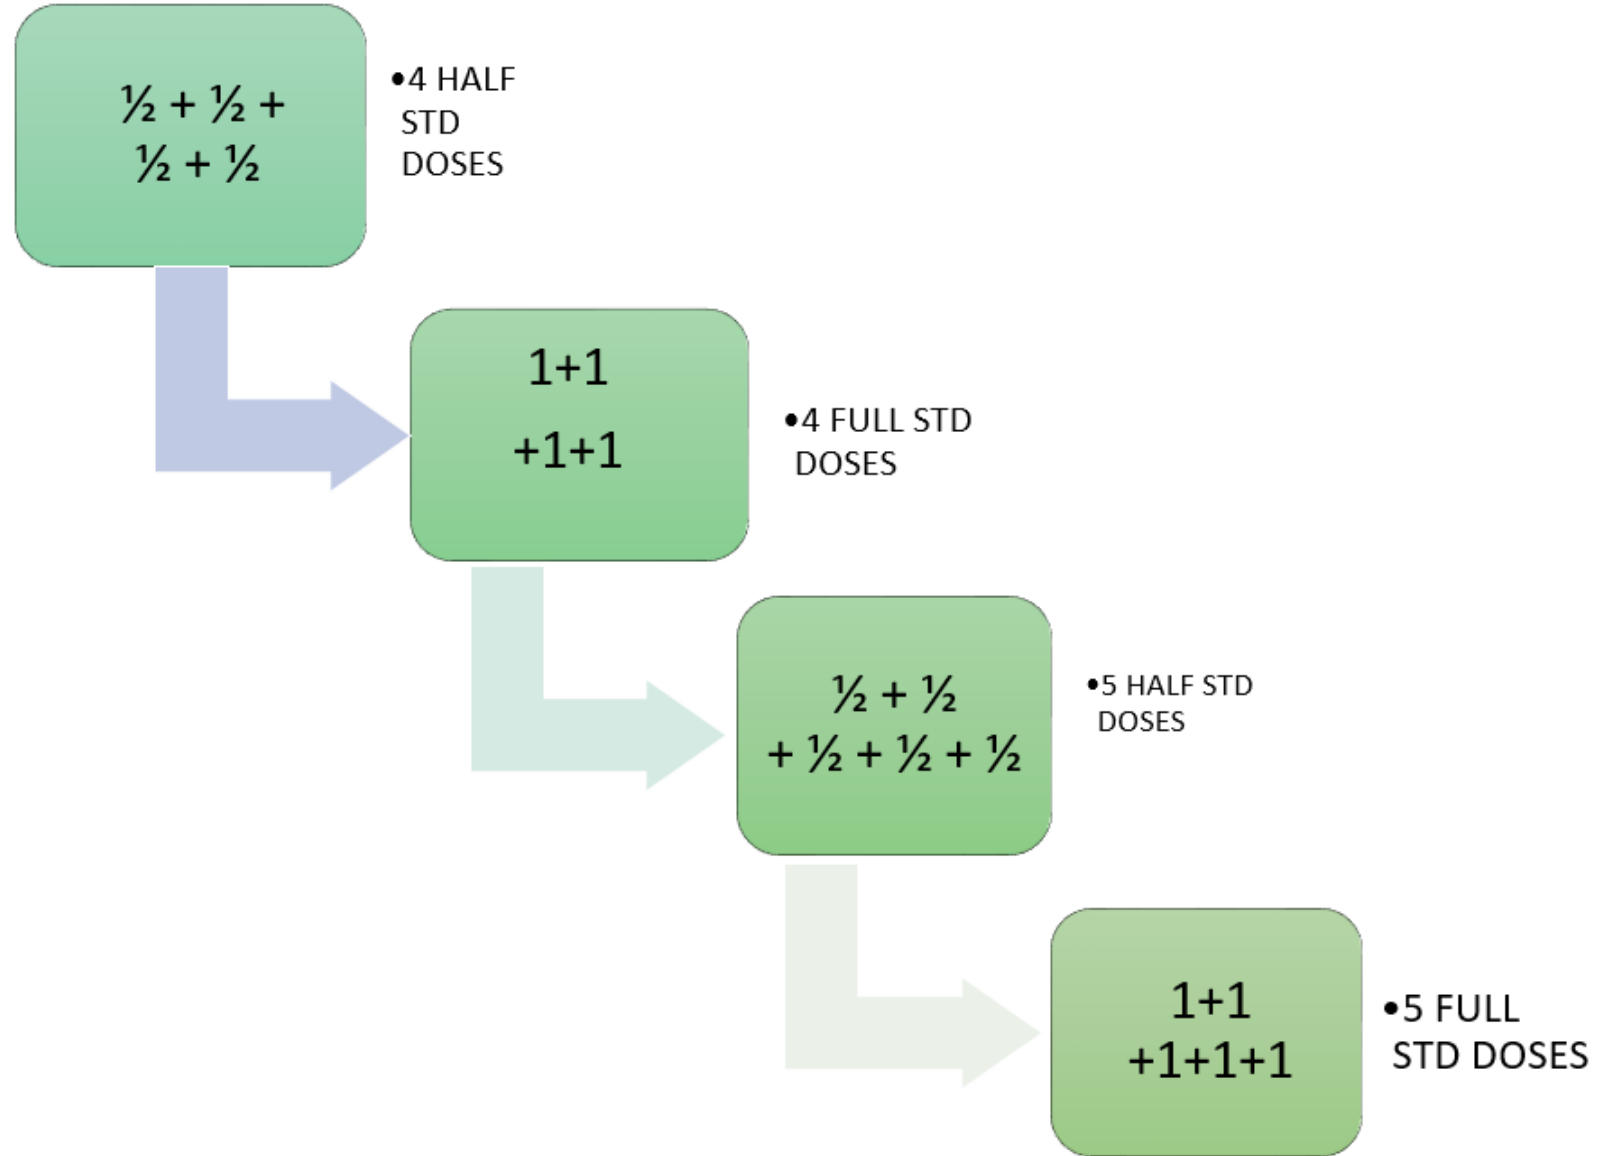 ½ + ½ +
½ + ½
•4 HALF
STD
DOSES
1+1
+1+1
•4 FULL STD
DOSES
½ + ½
+ ½ + ½ + ½
•5 HALF STD
DOSES
1+1
+1+1+1
•5 FULL
STD DOSES